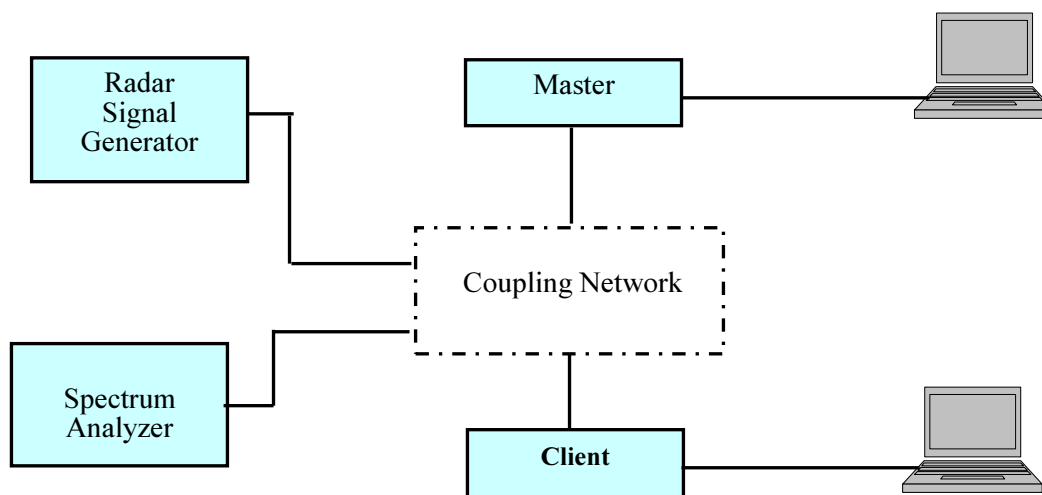 Radar
Signal
Generator
Master
Coupling Network
Spectrum
Analyzer
Client